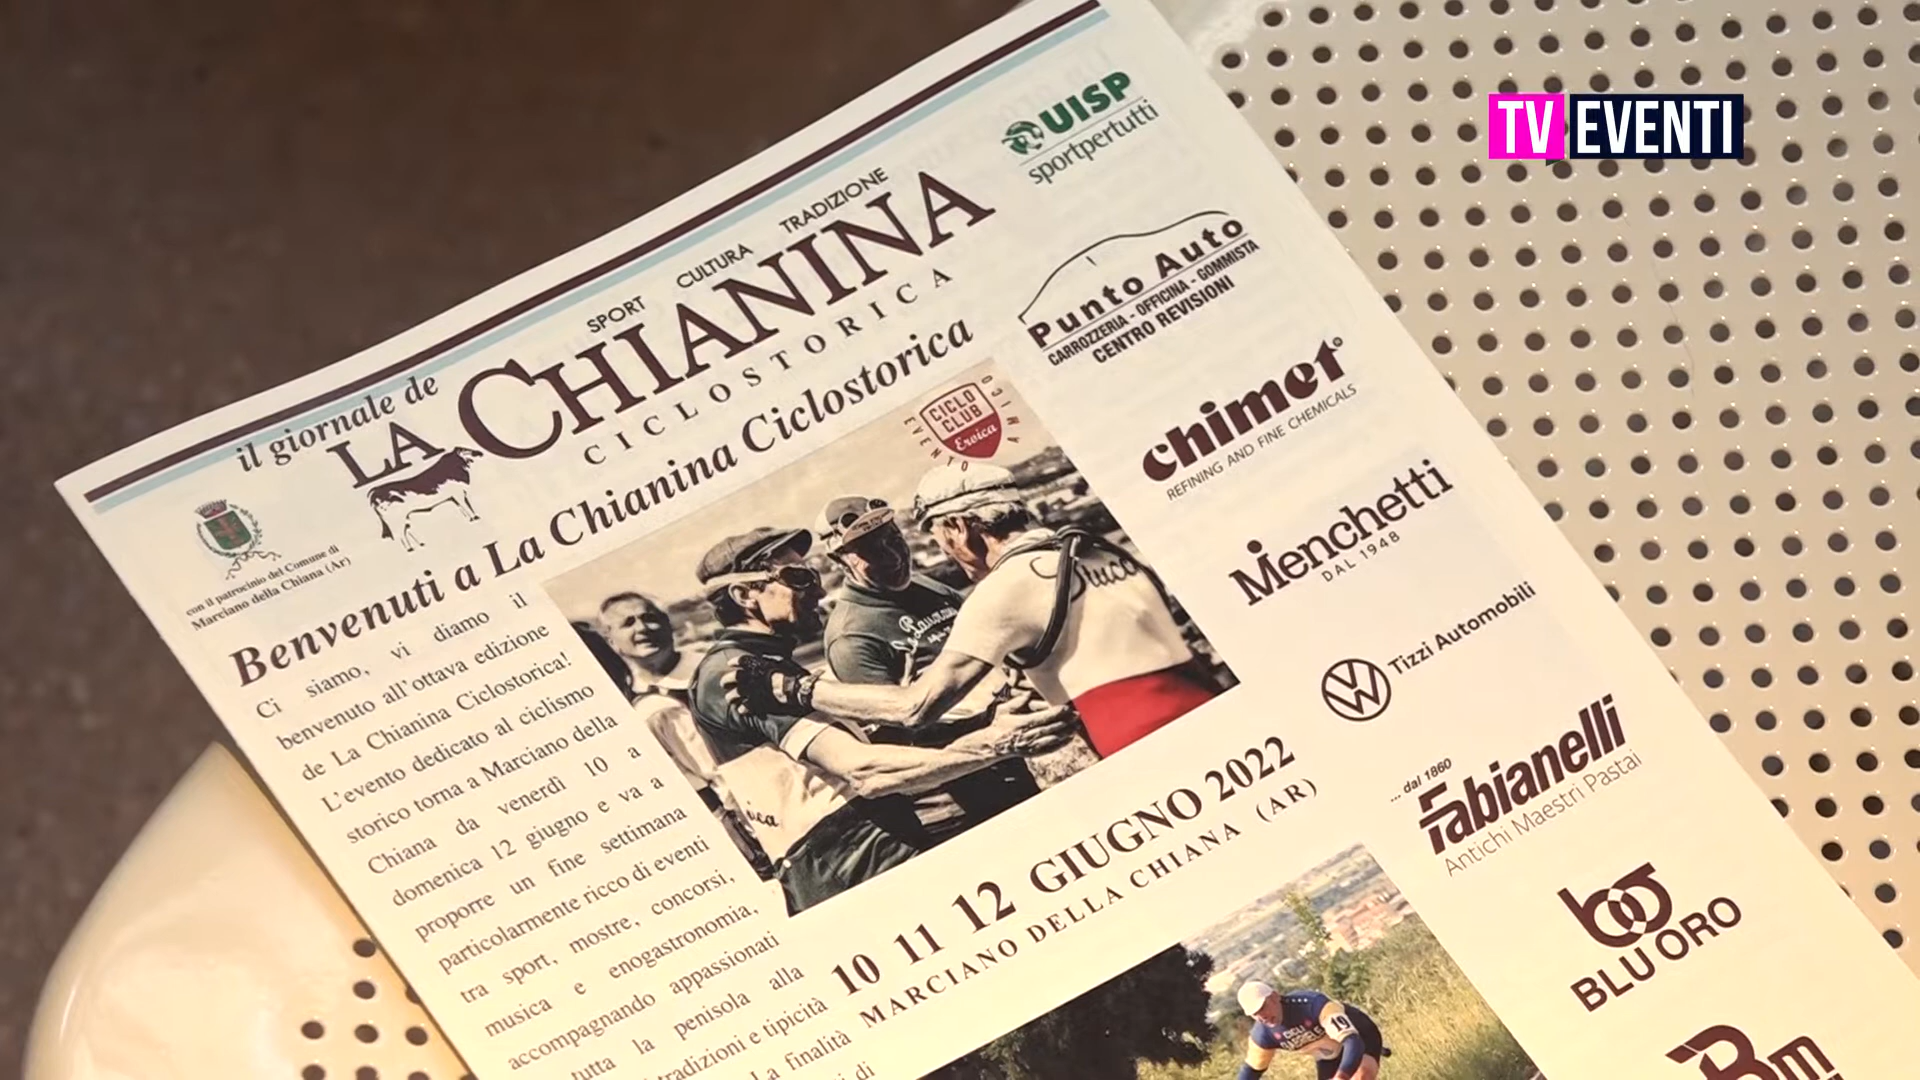 TV EVENTI
il giornale de
SPORT CULTURA TRADIZIONE
LA CHIANINA
CICLOSTORICA
con il patrocinio del Comune di
Marciano della Chiana (Ar)
Benvenuti a La Chianina Ciclostorica
Ci siamo, vi diamo il
benvenuto all'ottava edizione
de La Chianina Ciclostorica!
L'evento dedicato al ciclismo
storico torna a Marciano della
Chiana da venerdì 10 a
domenica 12 giugno e va a
proporre un fine settimana
particolarmente ricco di eventi
tra sport, mostre, concorsi,
musica e enogastronomia,
accompagnando appassionati
tutta la penisola alla
tradizioni e tipicità
La finalità
di
CICLO
CLUB
Eroica
EVENTO
10 11 12 GIUGNO 2022
MARCIANO DELLA CHIANA (AR)
19
UISP
sportpertutti
Punto Auto
CARROZZERIA - OFFICINA - GOMMISTA
CENTRO REVISIONI
chimet
REFINING AND FINE CHEMICALS
Menchetti
DAL 1948
Tizzi Automobili
... dal 1860
Fabianelli
Antichi Maestri Pastai
BLU ORO